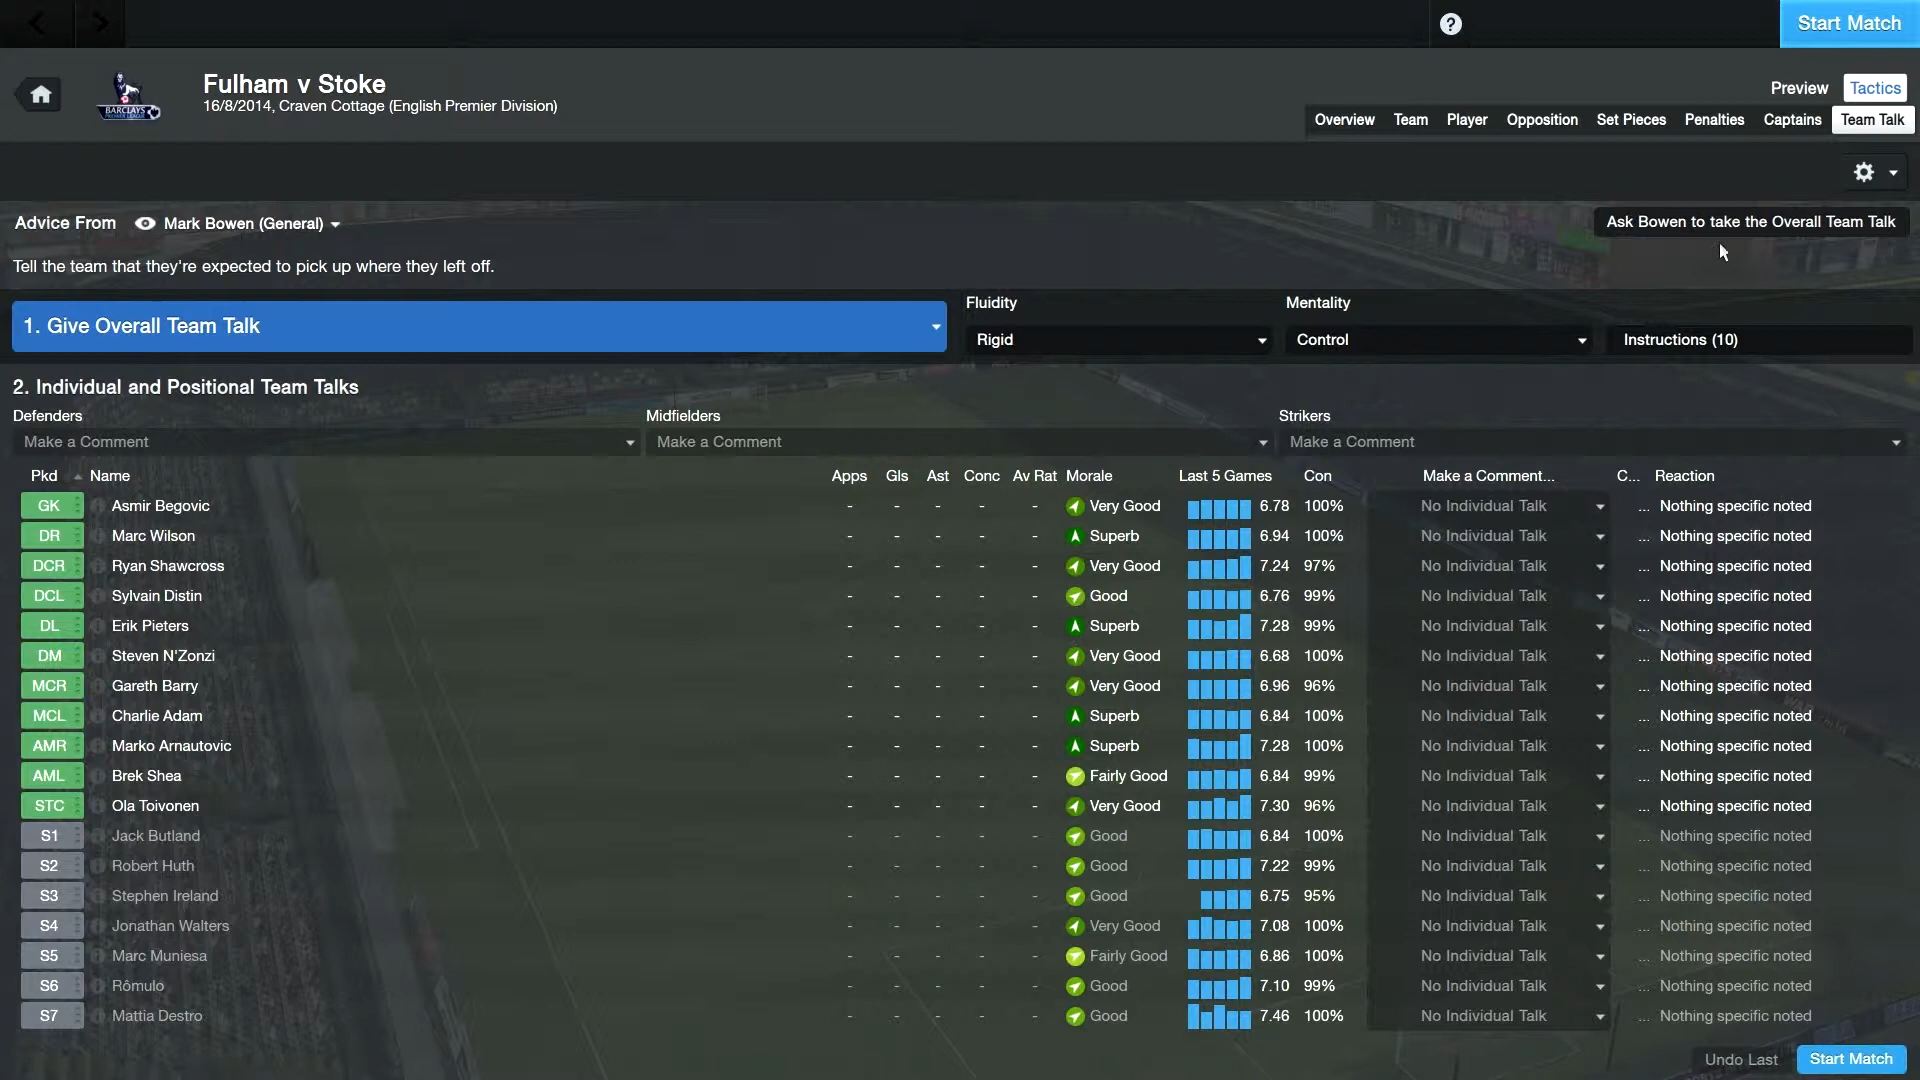 ?
Start Match
BARCLAYS
PREMIER LEAGUE
Fulham v Stoke
16/8/2014, Craven Cottage (English Premier Division)
Preview Tactics
Overview Team Player Opposition Set Pieces Penalties Captains Team Talk
Advice From Mark Bowen (General)
Ask Bowen to take the Overall Team Talk
Tell the team that they're expected to pick up where they left off.
Fluidity Mentality
1. Give Overall Team Talk Rigid Control Instructions (10)
2. Individual and Positional Team Talks
Defenders Midfielders Strikers
Make a Comment Make a Comment Make a Comment
Pkd Name Apps Gls Ast Conc Av Rat Morale Last 5 Games Con Make a Comment... C... Reaction
GK Asmir Begovic - - - - - Very Good 6.78 100% No Individual Talk ... Nothing specific noted
DR Marc Wilson - - - - - Superb 6.94 100% No Individual Talk ... Nothing specific noted
DCR Ryan Shawcross - - - - - Very Good 7.24 97% No Individual Talk ... Nothing specific noted
DCL Sylvain Distin - - - - - Good 6.76 99% No Individual Talk ... Nothing specific noted
DL Erik Pieters - - - - - Superb 7.28 99% No Individual Talk ... Nothing specific noted
DM Steven N'Zonzi - - - - - Very Good 6.68 100% No Individual Talk ... Nothing specific noted
MCR Gareth Barry - - - - - Very Good 6.96 96% No Individual Talk ... Nothing specific noted
MCL Charlie Adam - - - - - Superb 6.84 100% No Individual Talk ... Nothing specific noted
AMR Marko Arnautovic - - - - - Superb 7.28 100% No Individual Talk ... Nothing specific noted
AML Brek Shea - - - - - Fairly Good 6.84 99% No Individual Talk ... Nothing specific noted
STC Ola Toivonen - - - - - Very Good 7.30 96% No Individual Talk ... Nothing specific noted
S1 Jack Butland - - - - - Good 6.84 100% No Individual Talk ... Nothing specific noted
S2 Robert Huth - - - - - Good 7.22 99% No Individual Talk ... Nothing specific noted
S3 Stephen Ireland - - - - - Good 6.75 95% No Individual Talk ... Nothing specific noted
S4 Jonathan Walters - - - - - Very Good 7.08 100% No Individual Talk ... Nothing specific noted
S5 Marc Muniesa - - - - - Fairly Good 6.86 100% No Individual Talk ... Nothing specific noted
S6 Rômulo - - - - - Good 7.10 99% No Individual Talk ... Nothing specific noted
S7 Mattia Destro - - - - - Good 7.46 100% No Individual Talk ... Nothing specific noted
Undo Last Start Match